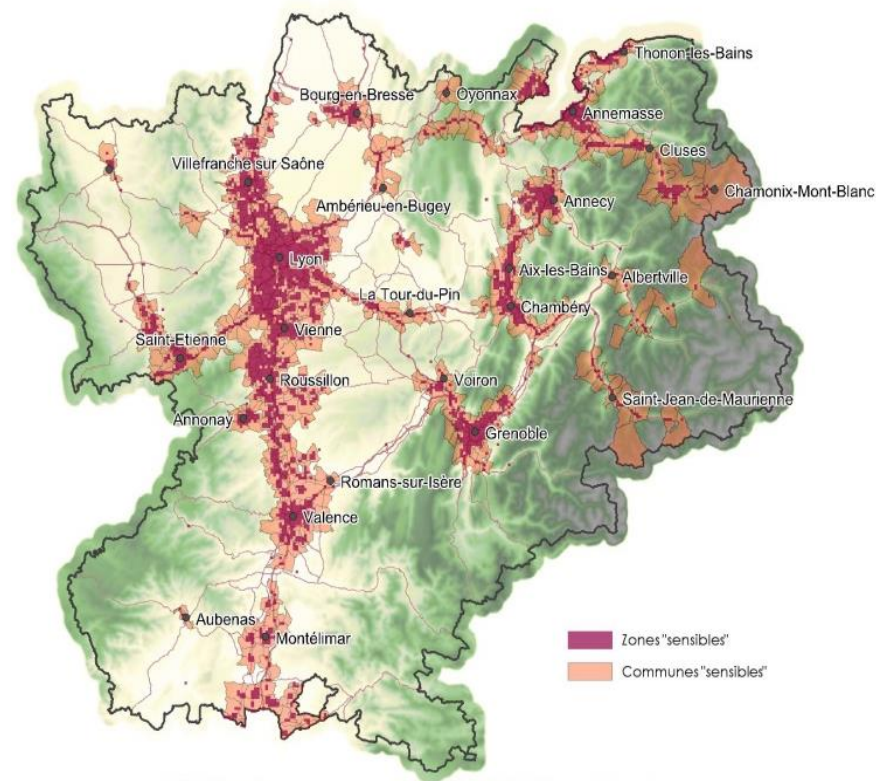 Thonon-les-Bains
Bourg-en-Bresse
Oyonnax
Annemasse
Cluses
Villefranche sur Saône
Ambérieu-en-Bugey
Annecy
Chamonix-Mont-Blanc
Lyon
Aix-les-Bains
Albertville
La Tour-du-Pin
Chambéry
Vienne
Saint-Etienne
Roussillon
Voiron
Saint-Jean-de-Maurienne
Annonay
Grenoble
Romans-sur-Isère
Valence
Aubenas
Montélimar
Zones "sensibles"
Communes "sensibles"